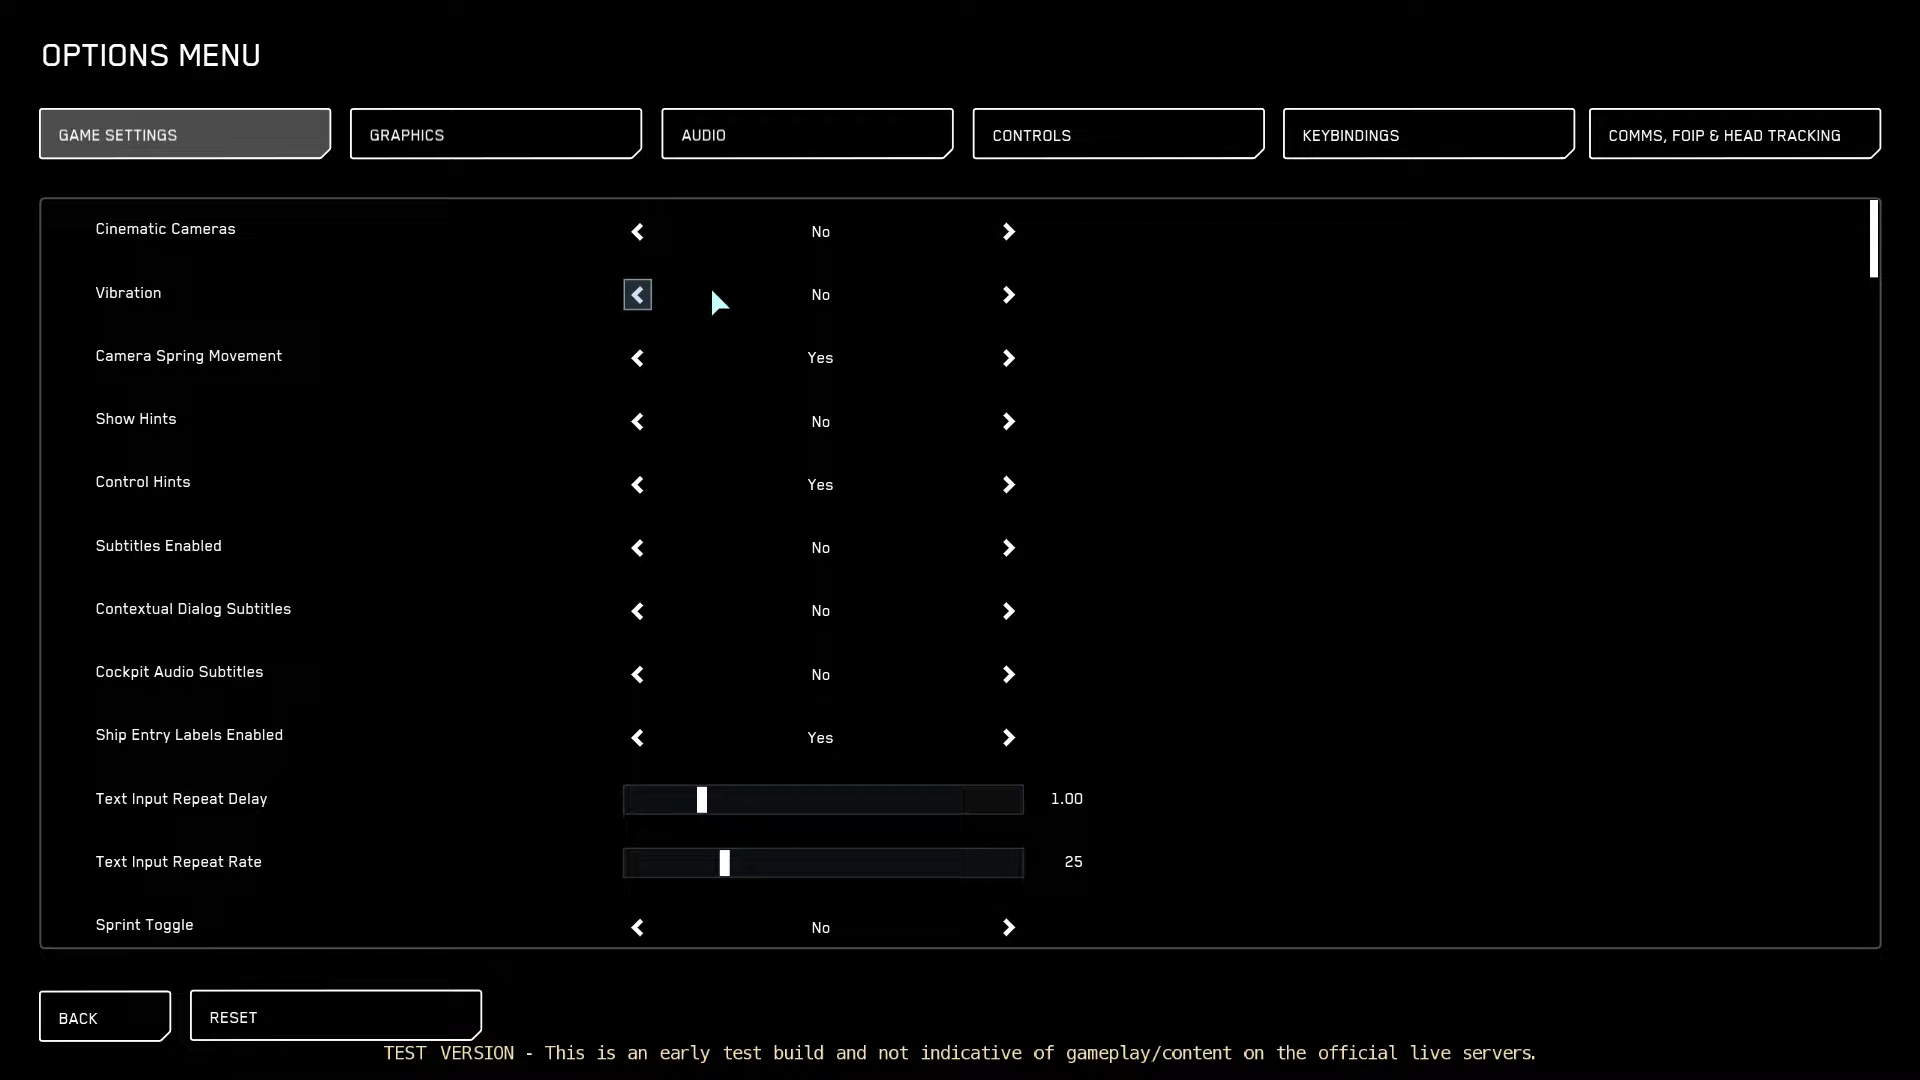 OPTIONS MENU
GAME SETTINGS
GRAPHICS
AUDIO
CONTROLS
KEYBINDINGS
COMMS, FOIP & HEAD TRACKING
Cinematic Cameras No
Vibration No
Camera Spring Movement Yes
Show Hints No
Control Hints Yes
Subtitles Enabled No
Contextual Dialog Subtitles No
Cockpit Audio Subtitles No
Ship Entry Labels Enabled Yes
Text Input Repeat Delay 1.00
Text Input Repeat Rate 25
Sprint Toggle No
BACK
RESET
TEST VERSION - This is an early test build and not indicative of gameplay/content on the official live servers.